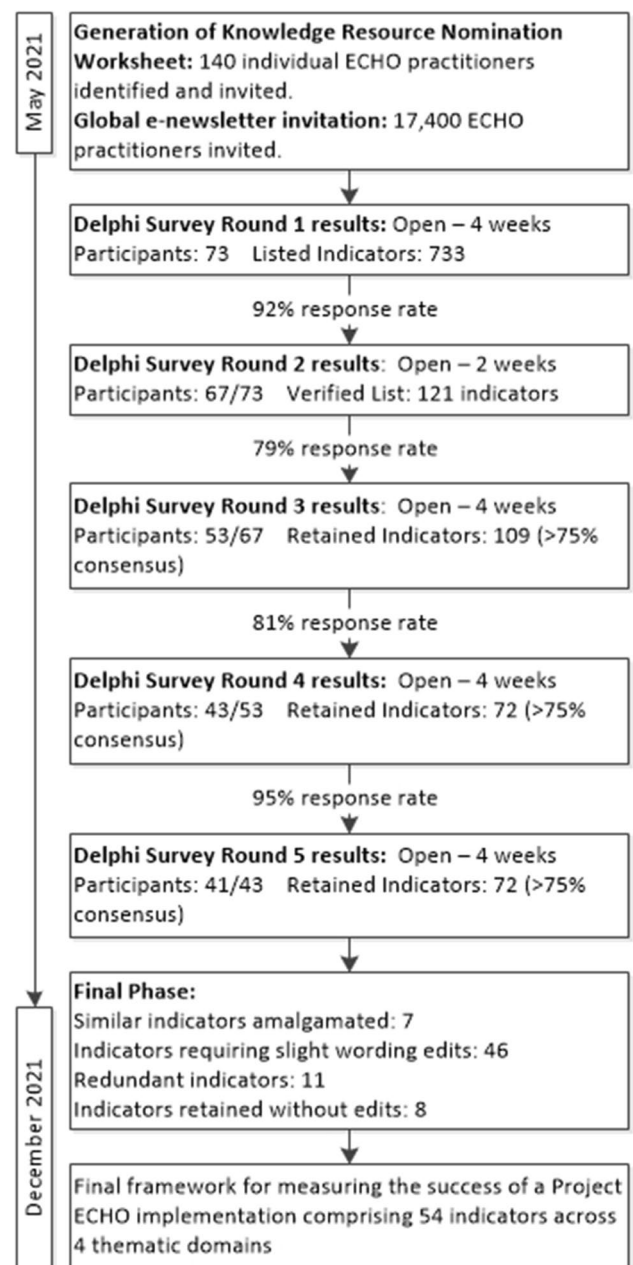 May 2021
Generation of Knowledge Resource Nomination
Worksheet: 140 individual ECHO practitioners
identified and invited.
Global e-newsletter invitation: 17,400 ECHO
practitioners invited.
Delphi Survey Round 1 results: Open – 4 weeks
Participants: 73 Listed Indicators: 733
92% response rate
Delphi Survey Round 2 results: Open – 2 weeks
Participants: 67/73 Verified List: 121 indicators
79% response rate
Delphi Survey Round 3 results: Open – 4 weeks
Participants: 53/67 Retained Indicators: 109 (>75%
consensus)
81% response rate
Delphi Survey Round 4 results: Open – 4 weeks
Participants: 43/53 Retained Indicators: 72 (>75%
consensus)
95% response rate
Delphi Survey Round 5 results: Open – 4 weeks
Participants: 41/43 Retained Indicators: 72 (>75%
consensus)
Final Phase:
Similar indicators amalgamated: 7
Indicators requiring slight wording edits: 46
Redundant indicators: 11
Indicators retained without edits: 8
December 2021
Final framework for measuring the success of a Project
ECHO implementation comprising 54 indicators across
4 thematic domains